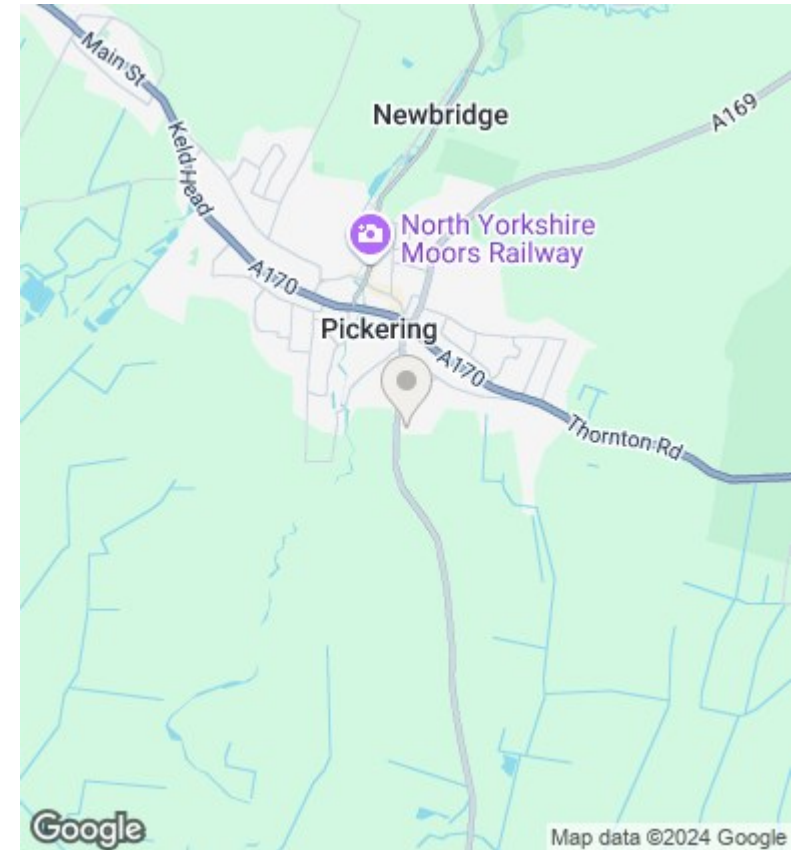 Main St
Newbridge
A169
Keld Head
North Yorkshire
Moors Railway
A170
Pickering
A170
Thornton Rd
Google
Map data ©2024 Google